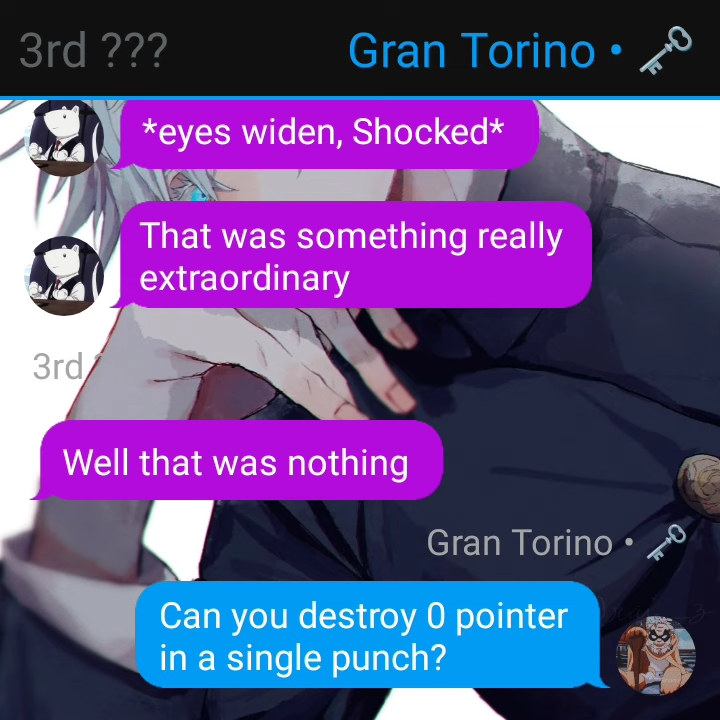 3rd ???
Gran Torino •
*eyes widen, Shocked*
That was something really
extraordinary
3rd
Well that was nothing
Gran Torino •
Can you destroy 0 pointer
in a single punch?